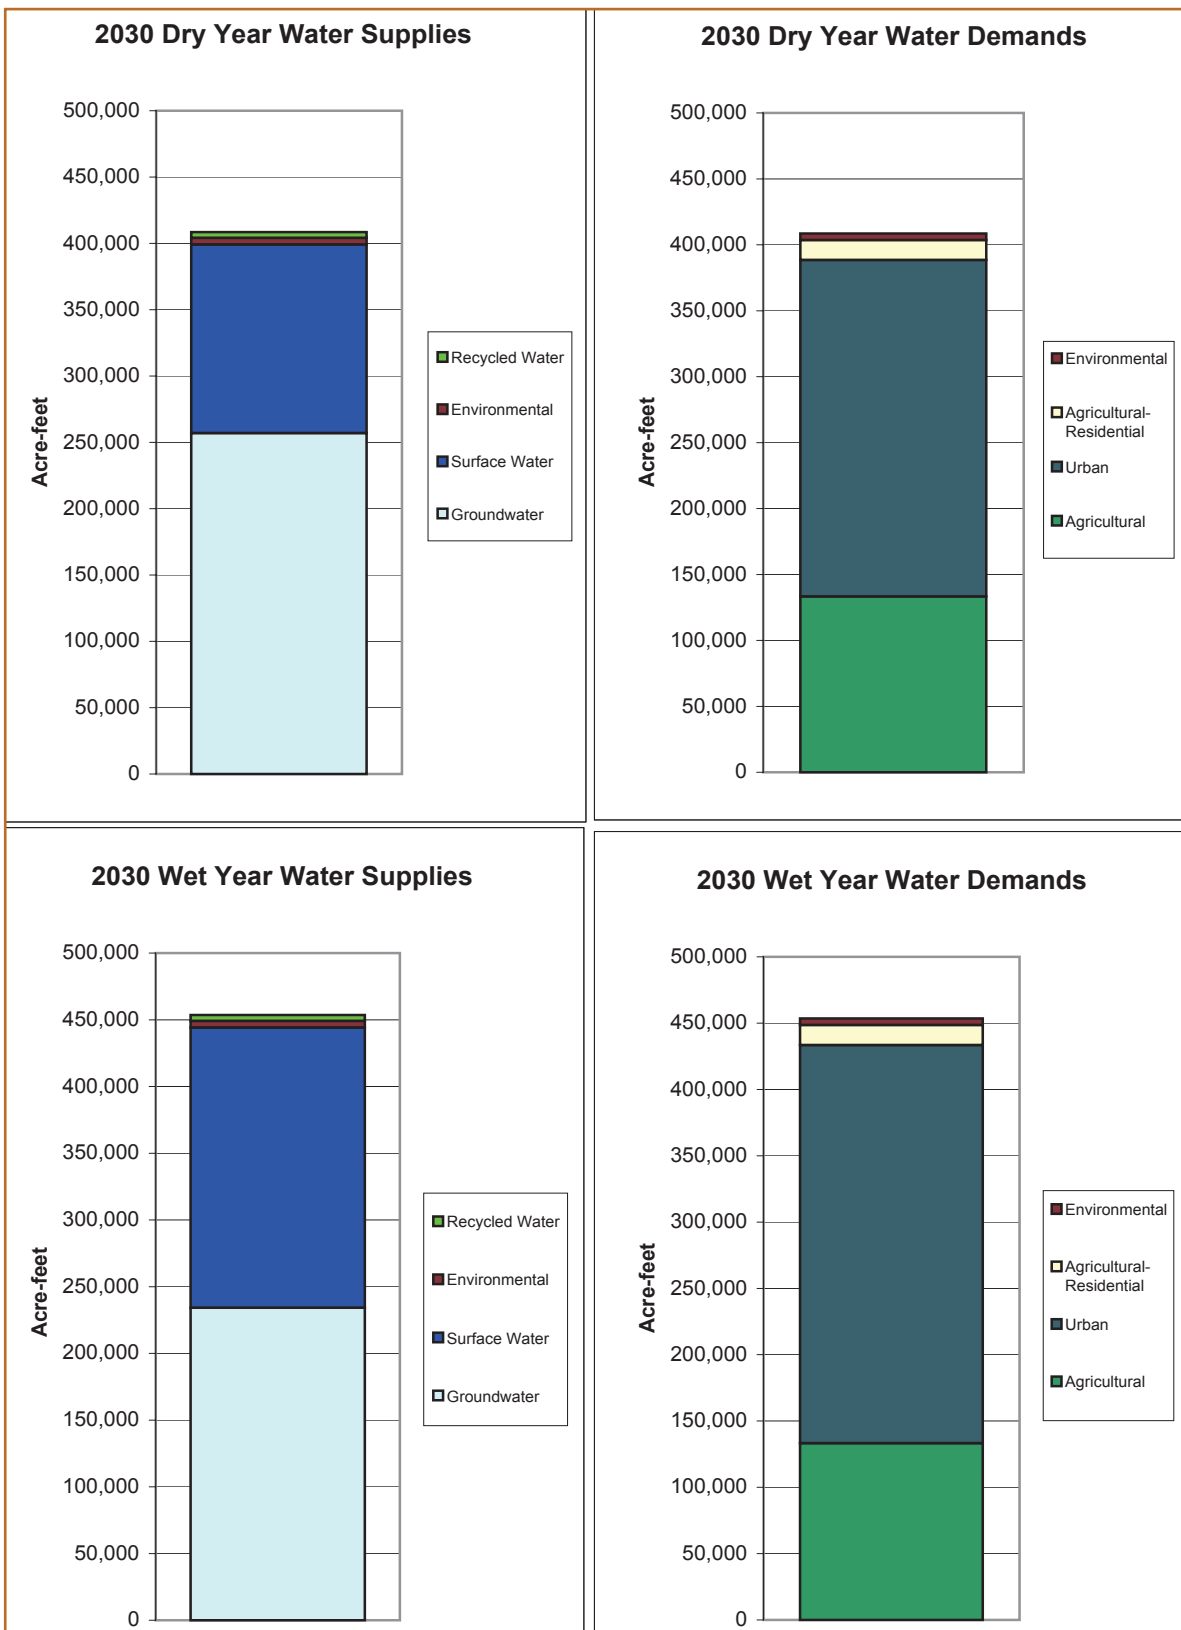 2030 Dry Year Water Supplies
500,000
450,000
400,000
350,000
300,000
250,000
200,000
150,000
100,000
50,000
0
Acre-feet
Recycled Water
Environmental
Surface Water
Groundwater
2030 Dry Year Water Demands
500,000
450,000
400,000
350,000
300,000
250,000
200,000
150,000
100,000
50,000
0
Acre-feet
Environmental
Agricultural-
Residential
Urban
Agricultural
2030 Wet Year Water Supplies
500,000
450,000
400,000
350,000
300,000
250,000
200,000
150,000
100,000
50,000
0
Acre-feet
Recycled Water
Environmental
Surface Water
Groundwater
2030 Wet Year Water Demands
500,000
450,000
400,000
350,000
300,000
250,000
200,000
150,000
100,000
50,000
0
Acre-feet
Environmental
Agricultural-
Residential
Urban
Agricultural